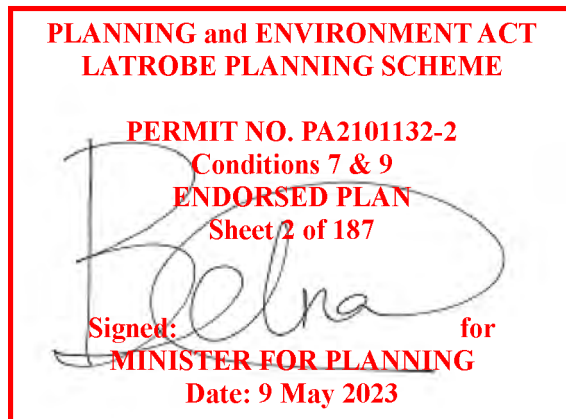 PLANNING and ENVIRONMENT ACT
LATROBE PLANNING SCHEME
PERMIT NO. PA2101132-2
Conditions 7 & 9
ENDORSED PLAN
Sheet 2 of 187
Signed: for
MINISTER FOR PLANNING
Date: 9 May 2023